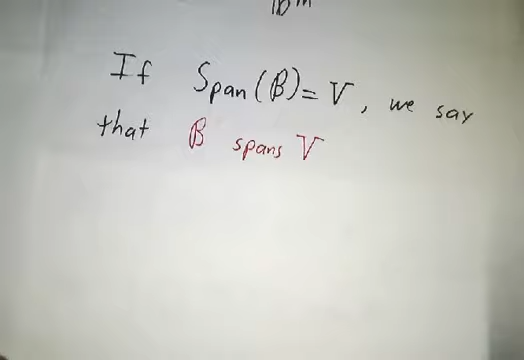 If Span(B)= V, we say
that B spans V